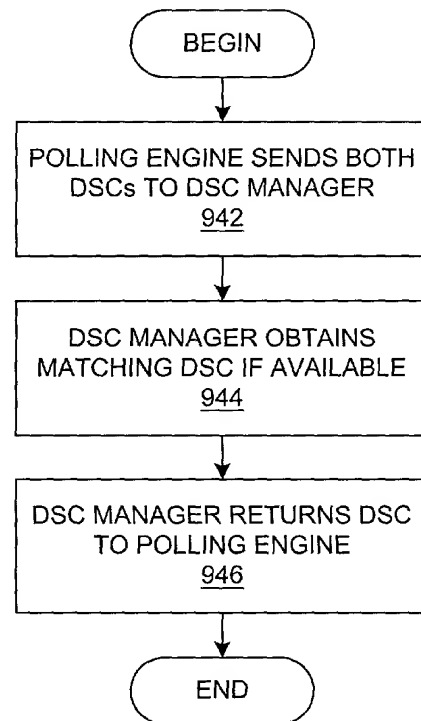 BEGIN
POLLING ENGINE SENDS BOTH
DSCs TO DSC MANAGER
942
DSC MANAGER OBTAINS
MATCHING DSC IF AVAILABLE
944
DSC MANAGER RETURNS DSC
TO POLLING ENGINE
946
END